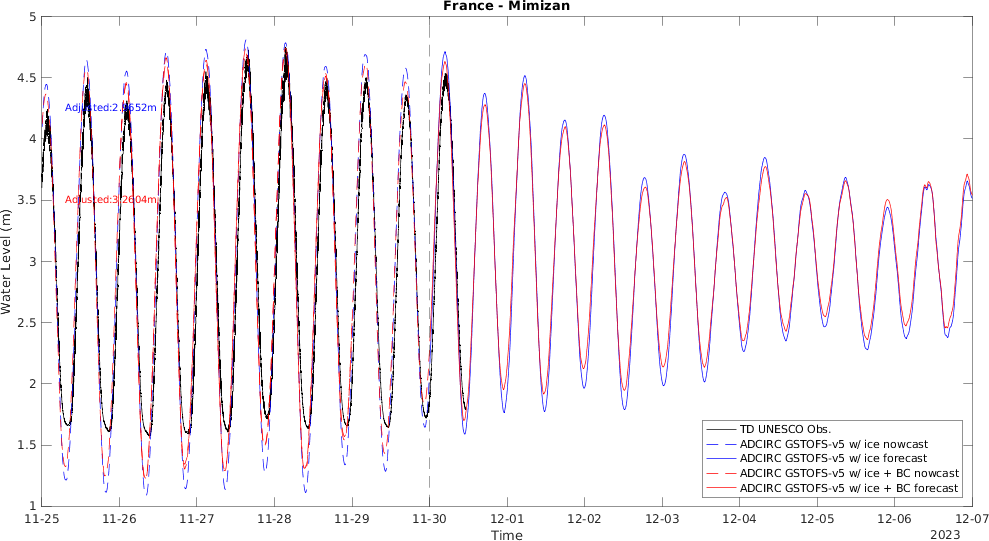 France - Mimizan
5
4.5
4
3.5
3
2.5
2
1.5
1
Water Level (m)
Adjusted:3.2604m
TD UNESCO Obs.
ADCIRC GSTOFS-v5 w/ ice nowcast
ADCIRC GSTOFS-v5 w/ ice forecast
ADCIRC GSTOFS-v5 w/ ice + BC nowcast
ADCIRC GSTOFS-v5 w/ ice + BC forecast
11-25 11-26 11-27 11-28 11-29 11-30 12-01 12-02 12-03 12-04 12-05 12-06 12-07
Time
2023